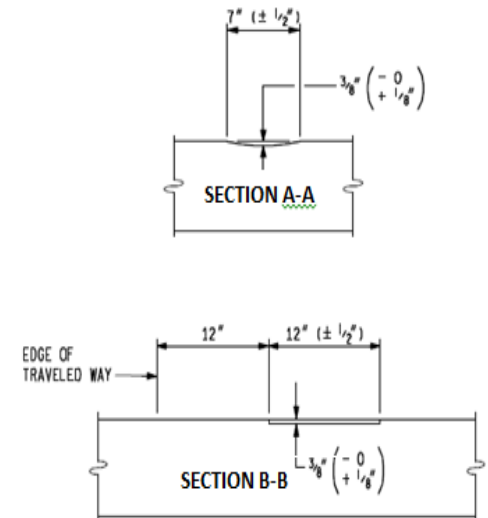 7" (± 1/2")
3/8" (- 0
+ 1/8")
SECTION A-A
12"
12" (± 1/2")
EDGE OF
TRAVELED WAY
3/8" (- 0
+ 1/8")
SECTION B-B